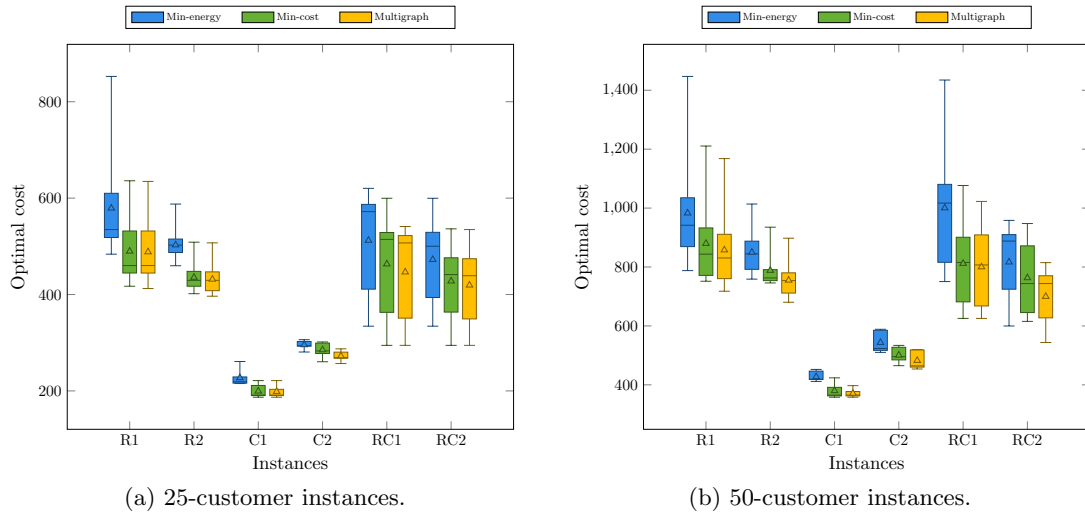 Min-energy Min-cost Multigraph
Optimal cost
800
600
400
200
R1 R2 C1 C2 RC1 RC2
Instances
(a) 25-customer instances.
Min-energy Min-cost Multigraph
Optimal cost
1,400
1,200
1,000
800
600
400
R1 R2 C1 C2 RC1 RC2
Instances
(b) 50-customer instances.